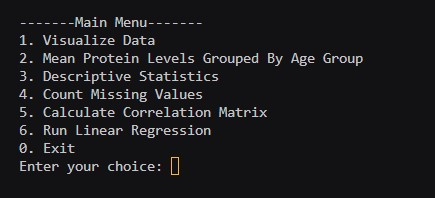 -------Main Menu-------
1. Visualize Data
2. Mean Protein Levels Grouped By Age Group
3. Descriptive Statistics
4. Count Missing Values
5. Calculate Correlation Matrix
6. Run Linear Regression
0. Exit
Enter your choice: